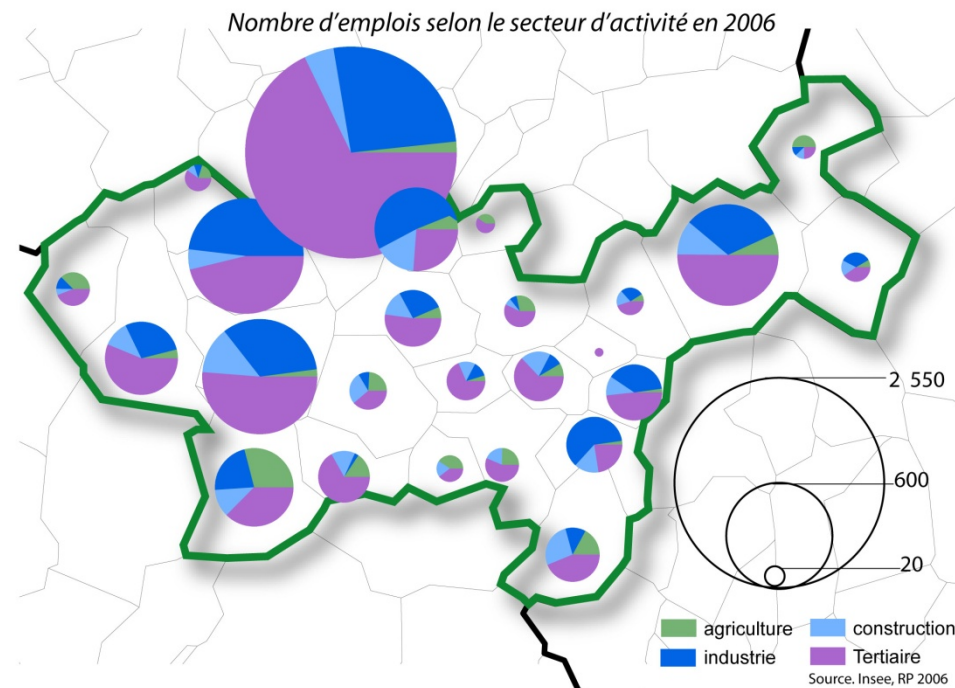 Nombre d’emplois selon le secteur d’activité en 2006
2 550
600
20
agriculture
construction
industrie
Tertiaire
Source. Insee, RP 2006